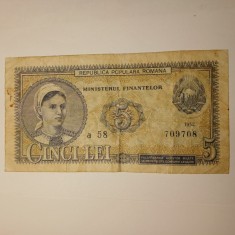 REPUBLICA POPULARA ROMANA
MINISTERUL FINANTELOR
5
1952
a 58
709708
CINCI LEI
5